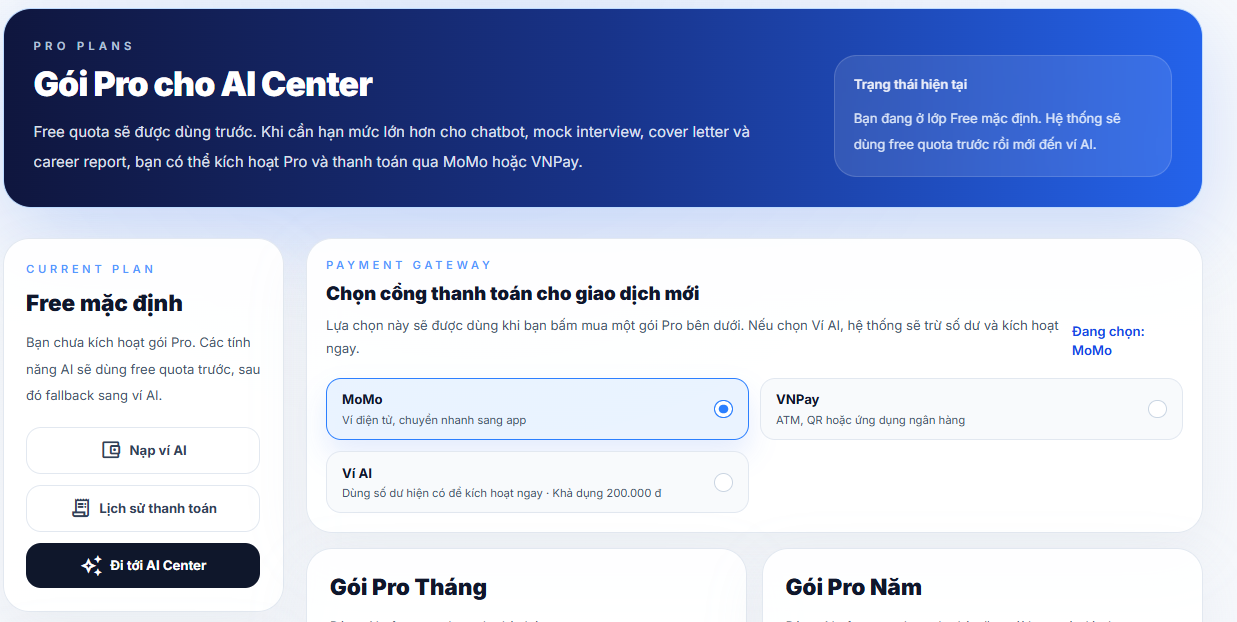 PRO PLANS
Gói Pro cho AI Center
Free quota sẽ được dùng trước. Khi cần hạn mức lớn hơn cho chatbot, mock interview, cover letter và
career report, bạn có thể kích hoạt Pro và thanh toán qua MoMo hoặc VNPay.
Trạng thái hiện tại
Bạn đang ở lớp Free mặc định. Hệ thống sẽ
dùng free quota trước rồi mới đến ví AI.
CURRENT PLAN
Free mặc định
Bạn chưa kích hoạt gói Pro. Các tính
năng AI sẽ dùng free quota trước, sau
đó fallback sang ví AI.
Nạp ví AI
Lịch sử thanh toán
Đi tới AI Center
PAYMENT GATEWAY
Chọn cổng thanh toán cho giao dịch mới
Lựa chọn này sẽ được dùng khi bạn bấm mua một gói Pro bên dưới. Nếu chọn Ví AI, hệ thống sẽ trừ số dư và kích hoạt
ngay.
Đang chọn:
MoMo
MoMo
Ví điện tử, chuyển nhanh sang app
VNPay
ATM, QR hoặc ứng dụng ngân hàng
Ví AI
Dùng số dư hiện có để kích hoạt ngay · Khả dụng 200.000 đ
Gói Pro Tháng
Gói Pro Năm